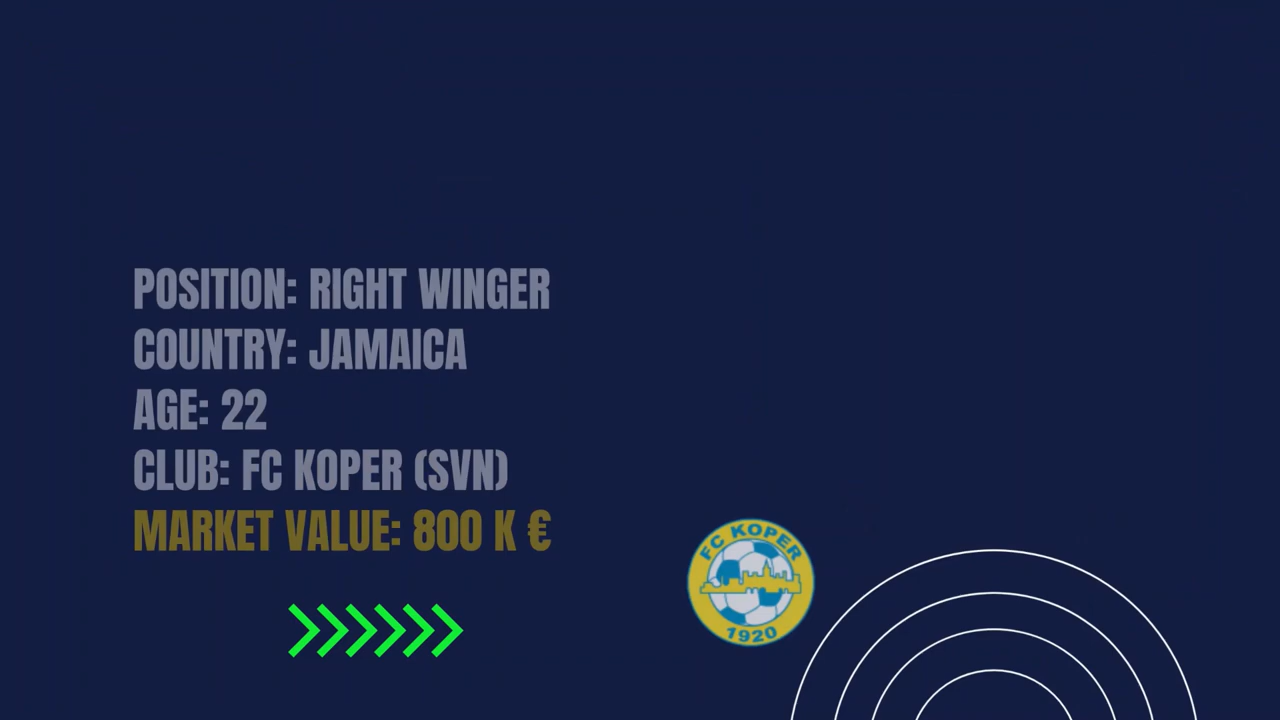 POSITION: RIGHT WINGER
COUNTRY: JAMAICA
AGE: 22
CLUB: FC KOPER (SVN)
MARKET VALUE: 800 K €
FC KOPER
1920